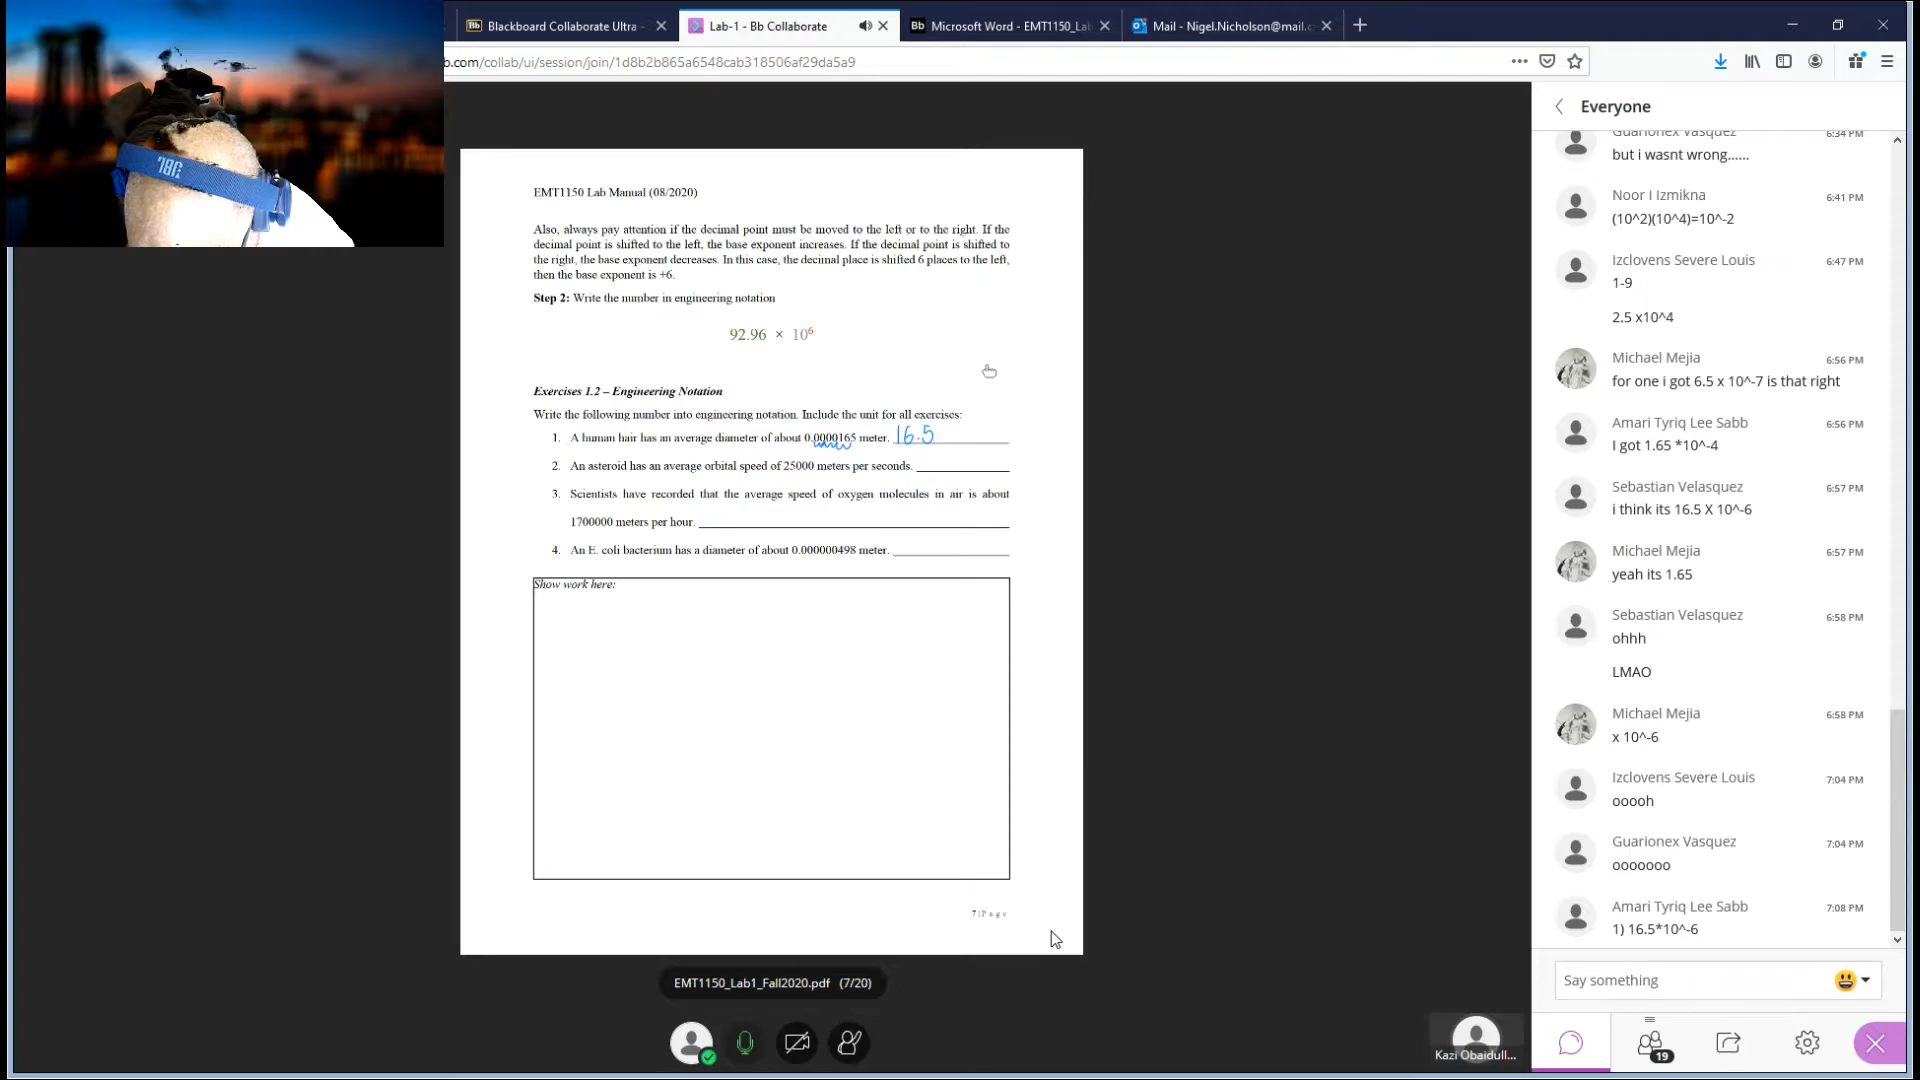 JBL
Blackboard Collaborate Ultra –
Lab-1 - Bb Collaborate
Microsoft Word - EMT1150_La
Mail - Nigel.Nicholson@mail.c
b.com/collab/ui/session/join/1d8b2b865a6548cab318506af29da5a9
EMT1150 Lab Manual (08/2020)
Also, always pay attention if the decimal point must be moved to the left or to the right. If the
decimal point is shifted to the left, the base exponent increases. If the decimal point is shifted to
the right, the base exponent decreases. In this case, the decimal place is shifted 6 places to the left,
then the base exponent is +6.
Step 2: Write the number in engineering notation
92.96 × 10⁶
Exercises 1.2 – Engineering Notation
Write the following number into engineering notation. Include the unit for all exercises:
1. A human hair has an average diameter of about 0.0000165 meter. 16.5
2. An asteroid has an average orbital speed of 25000 meters per seconds.
3. Scientists have recorded that the average speed of oxygen molecules in air is about
1700000 meters per hour.
4. An E. coli bacterium has a diameter of about 0.000000498 meter.
Show work here:
7 | P a g e
EMT1150_Lab1_Fall2020.pdf (7/20)
Kazi Obaidull...
Everyone
Guarionex Vasquez 6:34 PM
but i wasnt wrong......
Noor I Izmikna 6:41 PM
(10^2)(10^4)=10^-2
Izclovens Severe Louis 6:47 PM
1-9
2.5 x10^4
Michael Mejia 6:56 PM
for one i got 6.5 x 10^-7 is that right
Amari Tyriq Lee Sabb 6:56 PM
I got 1.65 *10^-4
Sebastian Velasquez 6:57 PM
i think its 16.5 X 10^-6
Michael Mejia 6:57 PM
yeah its 1.65
Sebastian Velasquez 6:58 PM
ohhh
LMAO
Michael Mejia 6:58 PM
x 10^-6
Izclovens Severe Louis 7:04 PM
ooooh
Guarionex Vasquez 7:04 PM
ooooooo
Amari Tyriq Lee Sabb 7:08 PM
1) 16.5*10^-6
Say something
19